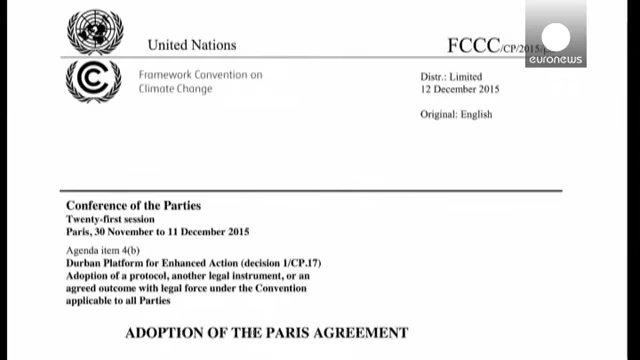 United Nations
FCCC/CP/2015/
euronews
Framework Convention on
Climate Change
Distr.: Limited
12 December 2015
Original: English
Conference of the Parties
Twenty-first session
Paris, 30 November to 11 December 2015
Agenda item 4(b)
Durban Platform for Enhanced Action (decision 1/CP.17)
Adoption of a protocol, another legal instrument, or an
agreed outcome with legal force under the Convention
applicable to all Parties
ADOPTION OF THE PARIS AGREEMENT